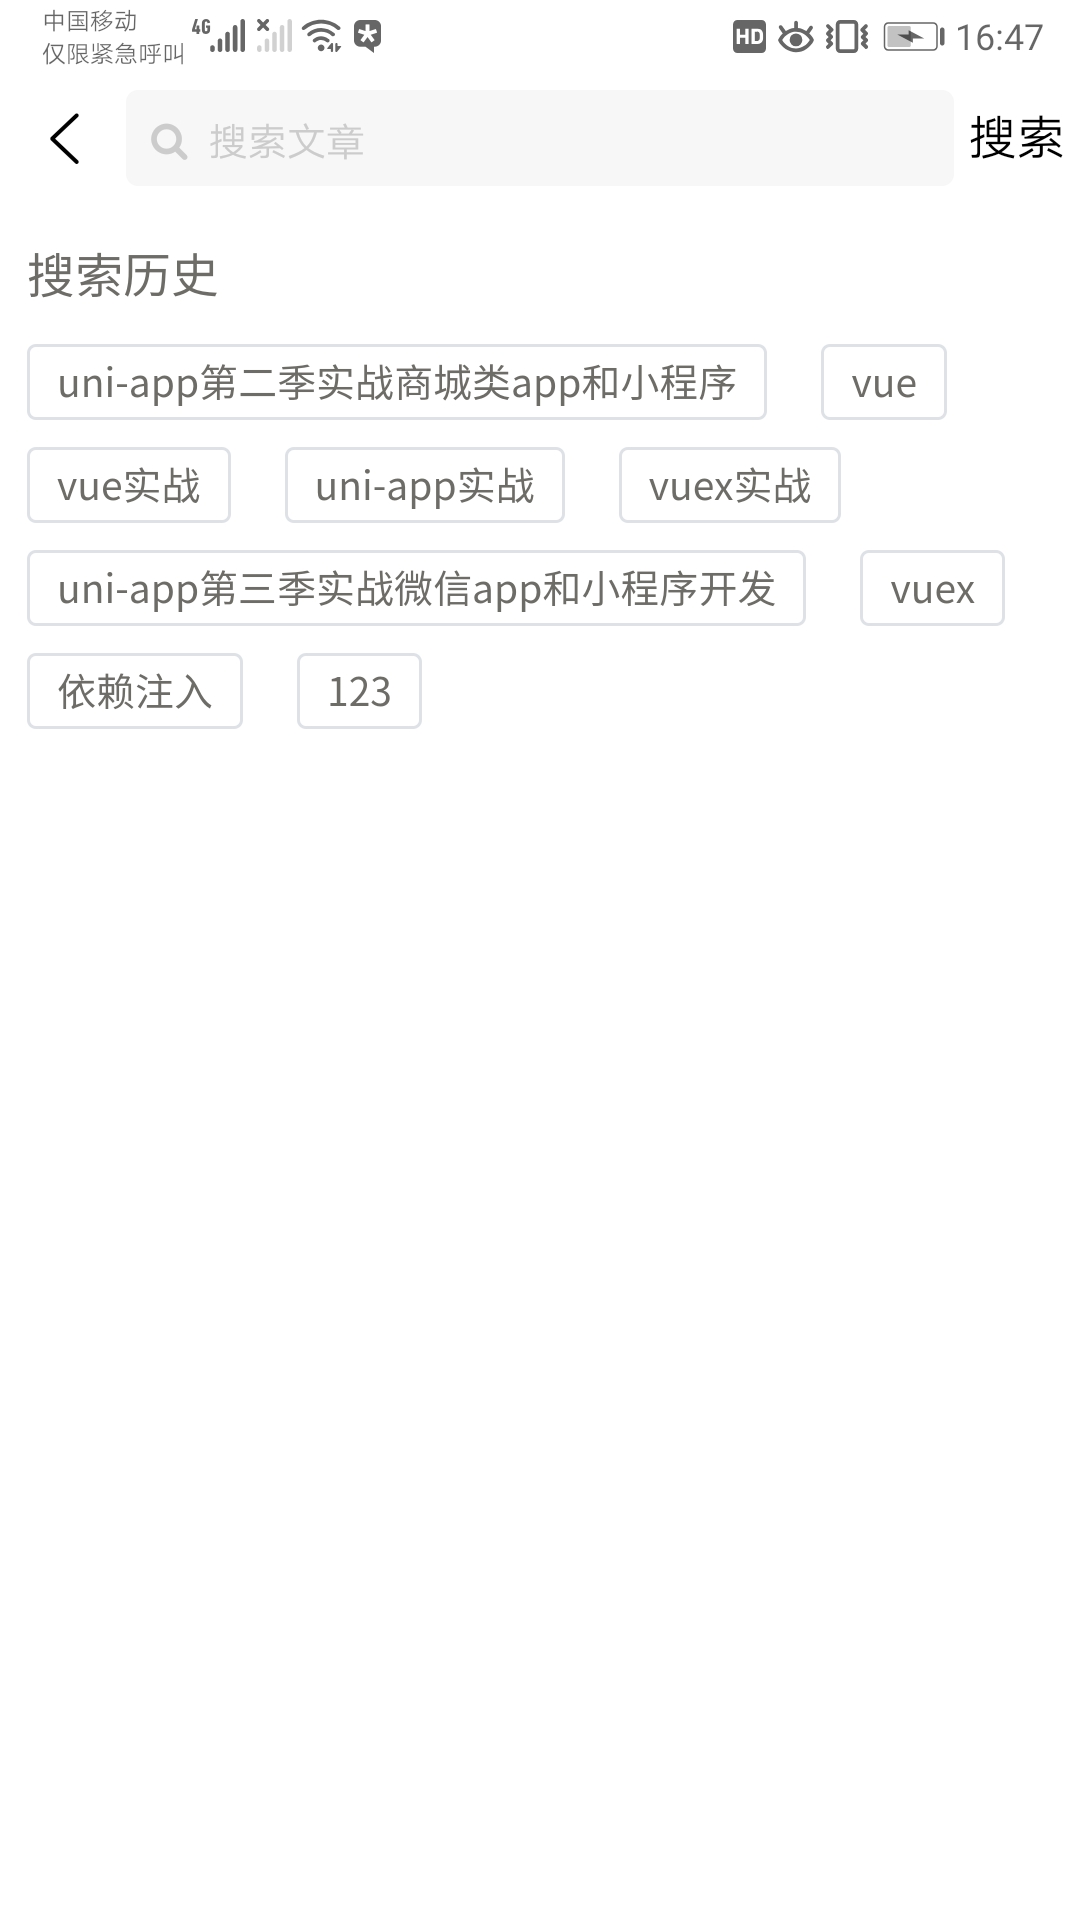 中国移动
仅限紧急呼叫
4G
HD
16:47
搜索文章
搜索
搜索历史
uni-app第二季实战商城类app和小程序
vue
vue实战
uni-app实战
vuex实战
uni-app第三季实战微信app和小程序开发
vuex
依赖注入
123